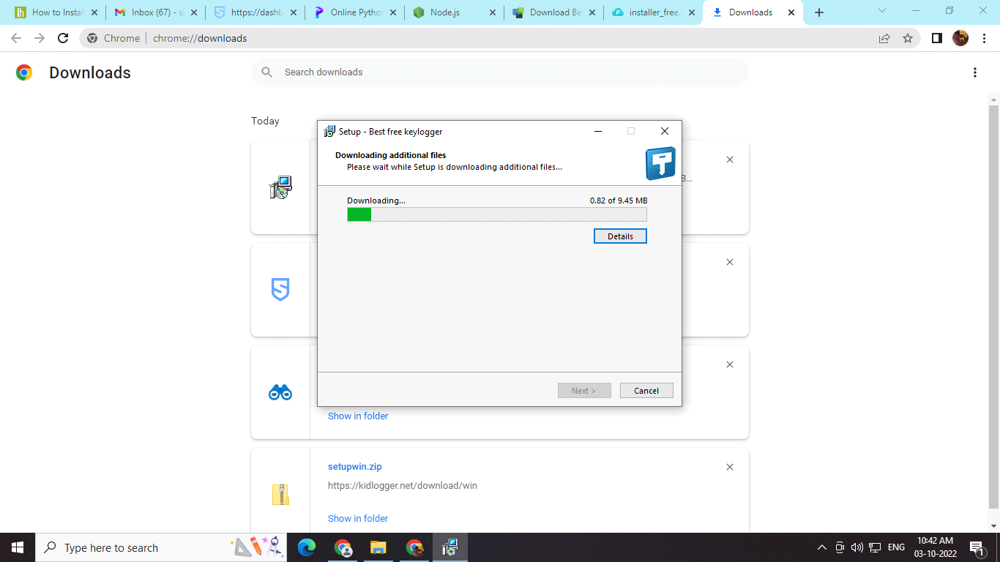 How to Install
Inbox (67) - s
https://dashb
Online Pytho
Node.js
Download Be
installer_free.
Downloads
Chrome
chrome://downloads
Downloads
Search downloads
Today
Setup - Best free keylogger
Downloading additional files
Please wait while Setup is downloading additional files...
B...
Downloading...
0.82 of 9.45 MB
Details
Next >
Cancel
Show in folder
setupwin.zip
https://kidlogger.net/download/win
Show in folder
Type here to search
ENG
10:42 AM
03-10-2022
1